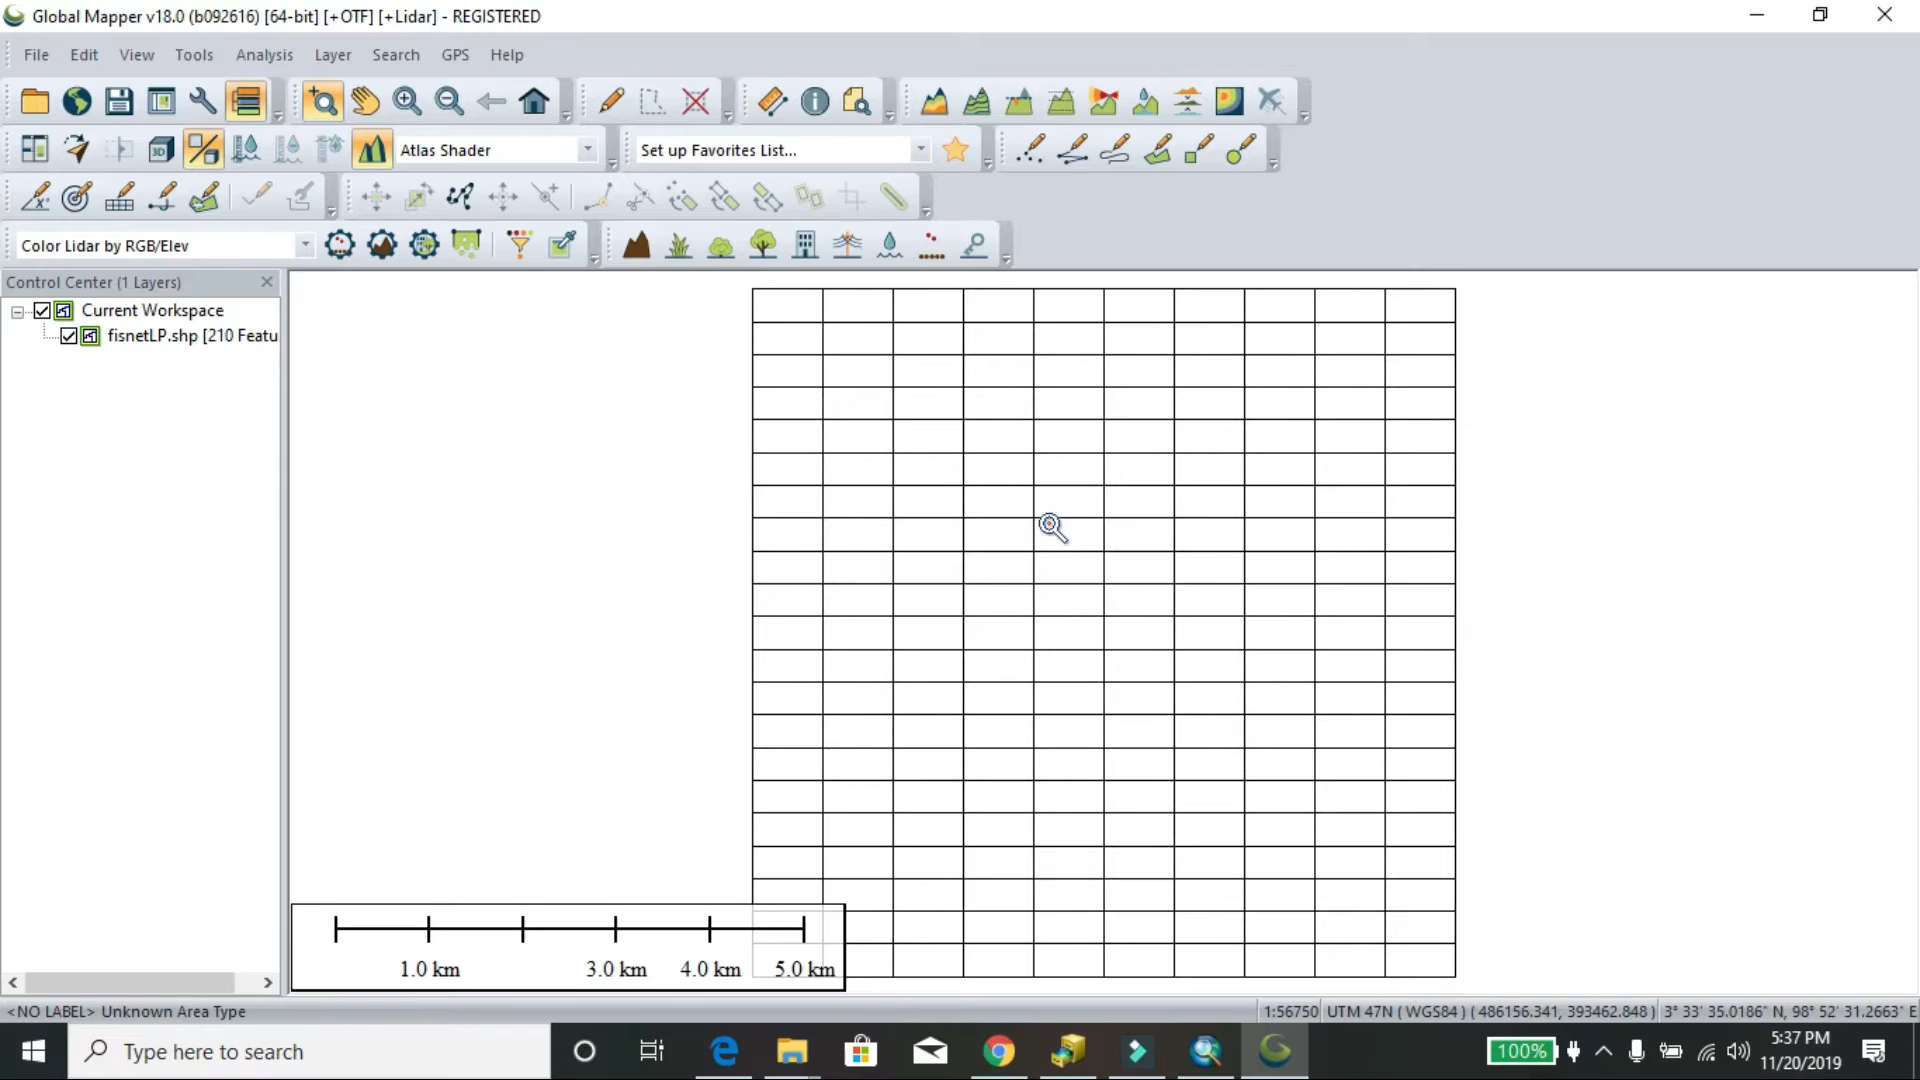 Global Mapper v18.0 (b092616) [64-bit] [+OTF] [+Lidar] - REGISTERED
File Edit View Tools Analysis Layer Search GPS Help
Atlas Shader Set up Favorites List...
Color Lidar by RGB/Elev
Control Center (1 Layers)
Current Workspace
fisnetLP.shp [210 Featu
1.0 km 3.0 km 4.0 km 5.0 km
<NO LABEL> Unknown Area Type 1:56750 UTM 47N ( WGS84 ) ( 486156.341, 393462.848 ) 3° 33' 35.0186" N, 98° 52' 31.2663" E
Type here to search 100% 5:37 PM
11/20/2019